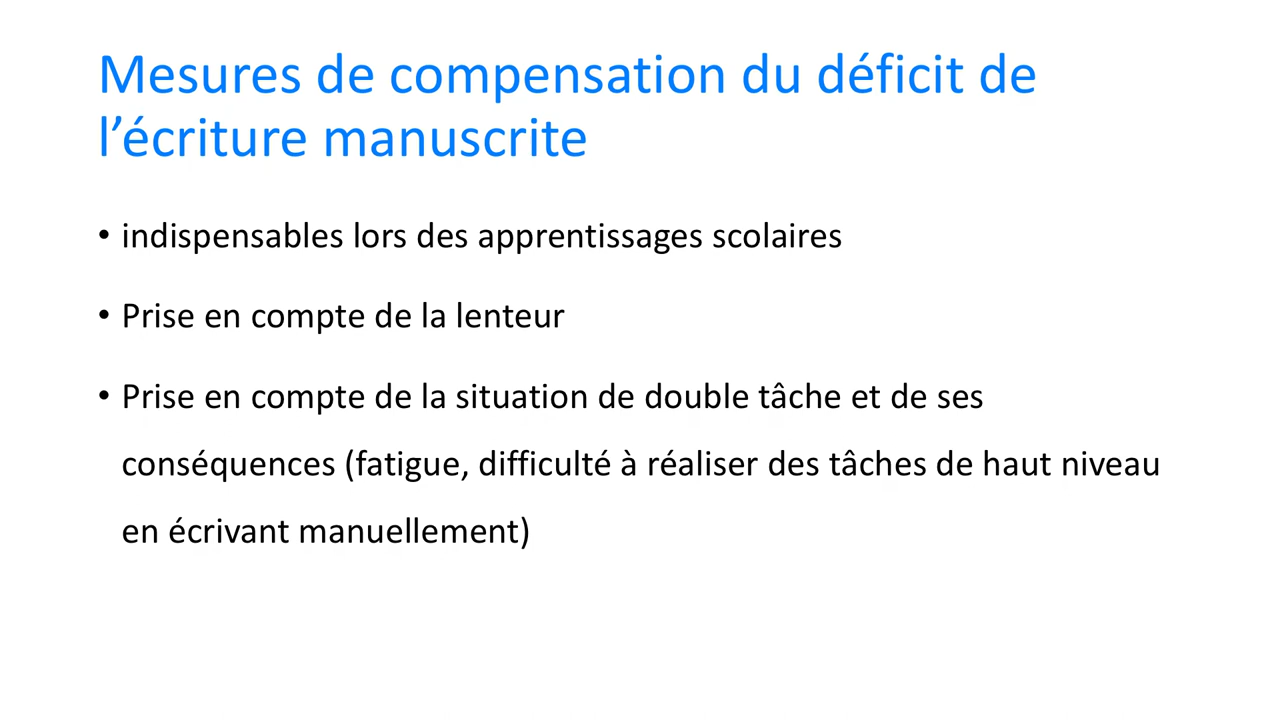 Mesures de compensation du déficit de
l’écriture manuscrite
• indispensables lors des apprentissages scolaires
• Prise en compte de la lenteur
• Prise en compte de la situation de double tâche et de ses
conséquences (fatigue, difficulté à réaliser des tâches de haut niveau
en écrivant manuellement)